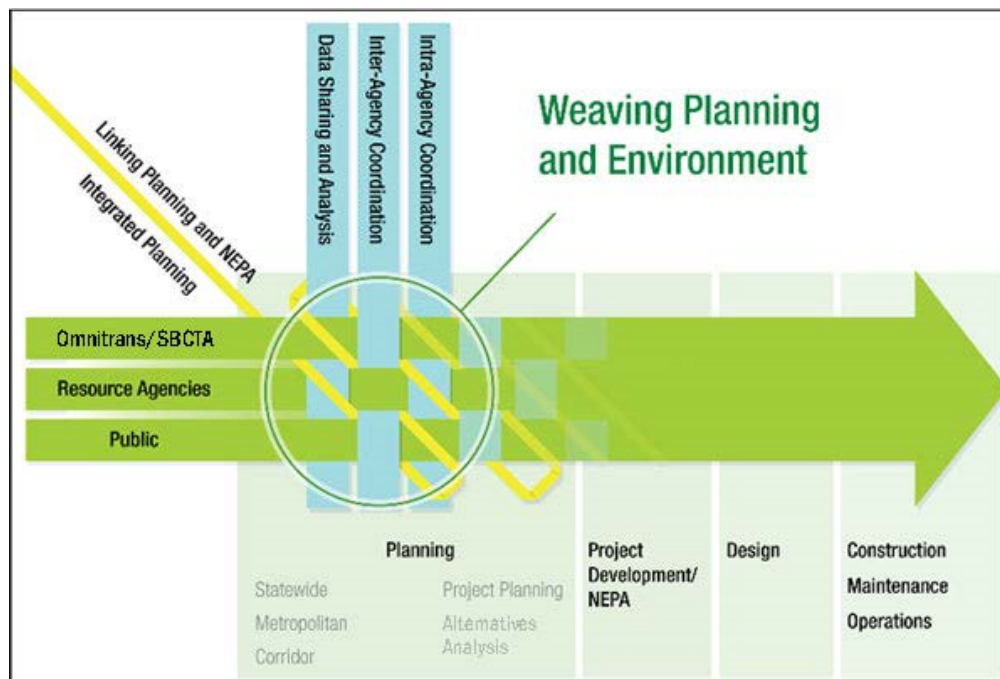 Data Sharing and Analysis
Inter-Agency Coordination
Intra-Agency Coordination
Weaving Planning
and Environment
Linking Planning and NEPA
Integrated Planning
Omnitrans/SBCTA
Resource Agencies
Public
Planning
Statewide
Metropolitan
Corridor
Project Planning
Alternatives
Analysis
Project
Development/
NEPA
Design
Construction
Maintenance
Operations